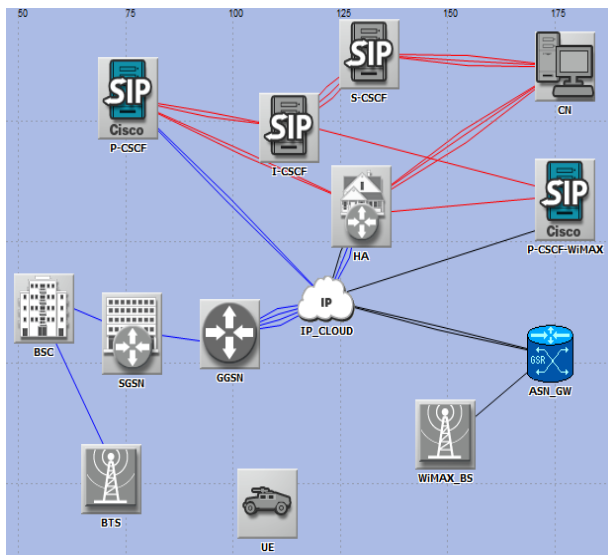 50 75 100 125 150 175
SIP
S-CSCF
CN
SIP
Cisco
P-CSCF
SIP
I-CSCF
I
HA
SIP
Cisco
P-CSCF-WiMAX
IP
IP_CLOUD
BSC
SGSN
GGSN
GSR
ASN_GW
WiMAX_BS
BTS
UE